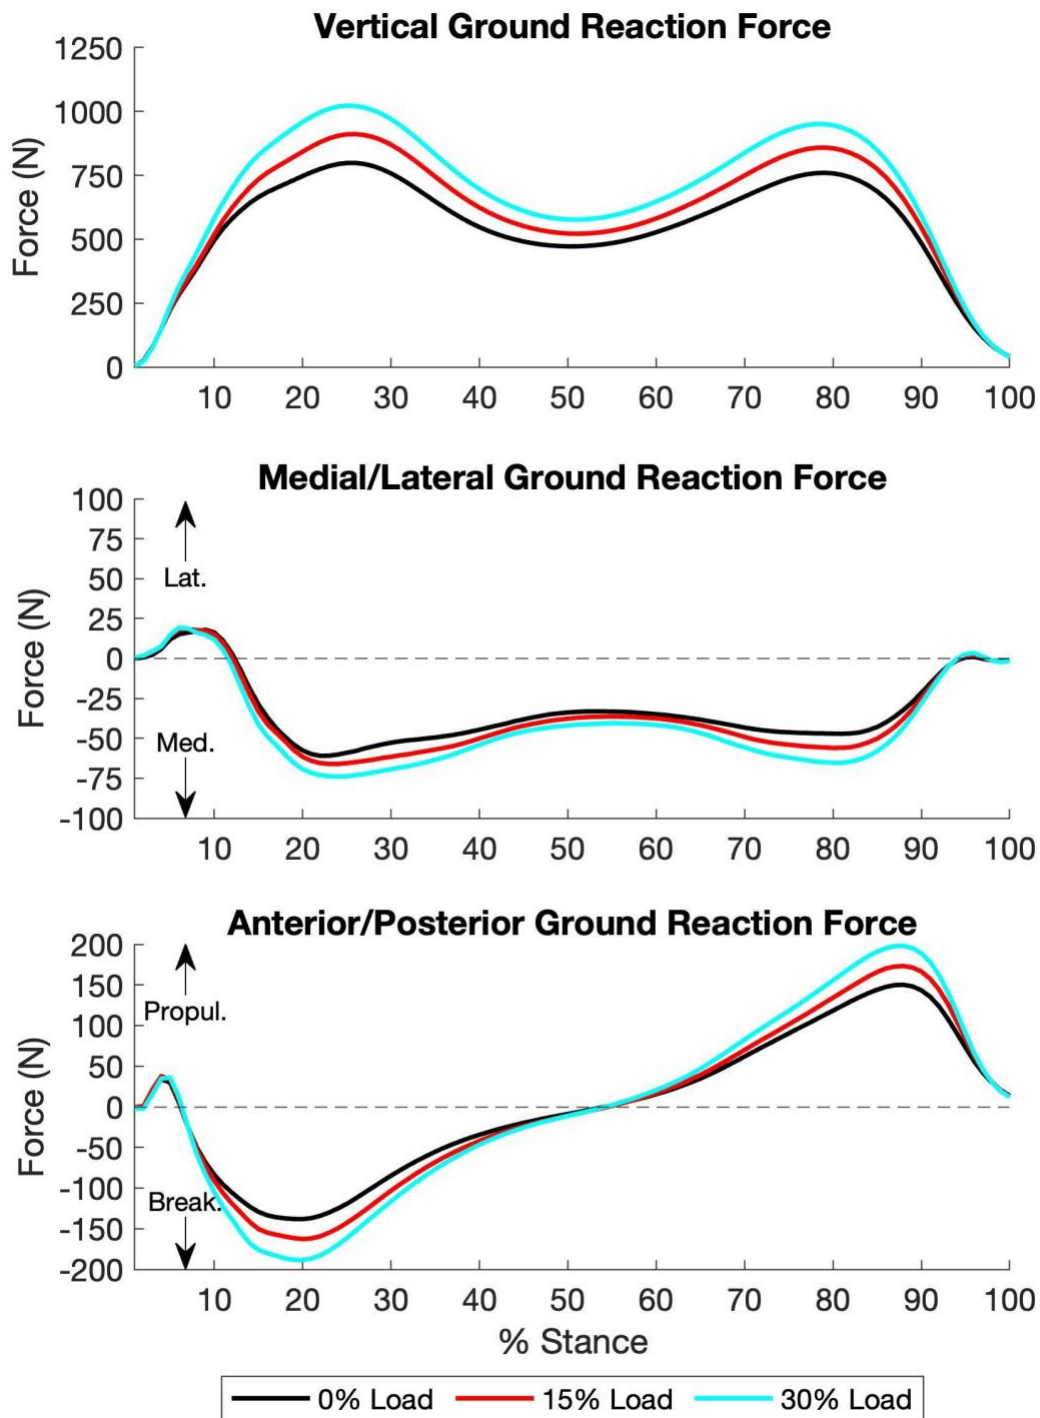 Vertical Ground Reaction Force
1250
1000
750
500
250
0
Force (N)
10 20 30 40 50 60 70 80 90 100
Medial/Lateral Ground Reaction Force
100
75
50
25
0
-25
-50
-75
-100
Force (N)
Lat.
Med.
10 20 30 40 50 60 70 80 90 100
Anterior/Posterior Ground Reaction Force
200
150
100
50
0
-50
-100
-150
-200
Force (N)
Propul.
Break.
10 20 30 40 50 60 70 80 90 100
% Stance
0% Load 15% Load 30% Load